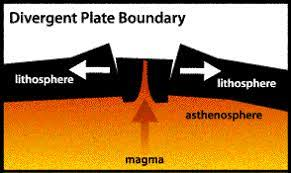 Divergent Plate Boundary
lithosphere
lithosphere
asthenosphere
magma